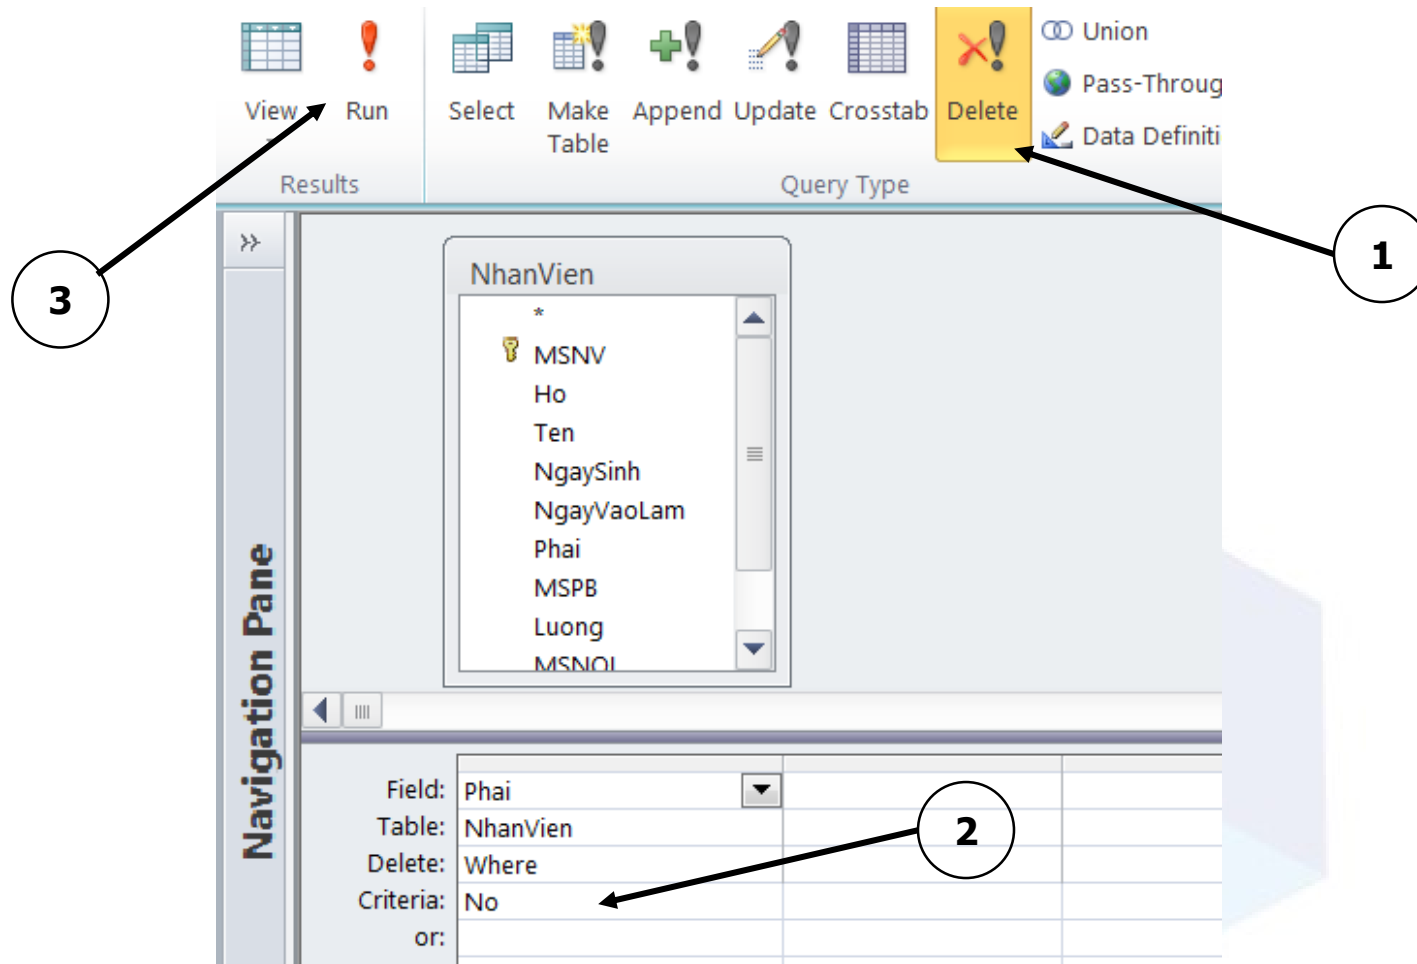 View
Run
Select
Make
Table
Append
Update
Crosstab
Delete
Union
Pass-Throug
Data Definiti
Results
Query Type
3
1
NhanVien
*
MSNV
Ho
Ten
NgaySinh
NgayVaoLam
Phai
MSPB
Luong
Navigation Pane
Field: Phai
Table: NhanVien
Delete: Where
Criteria: No
or:
2